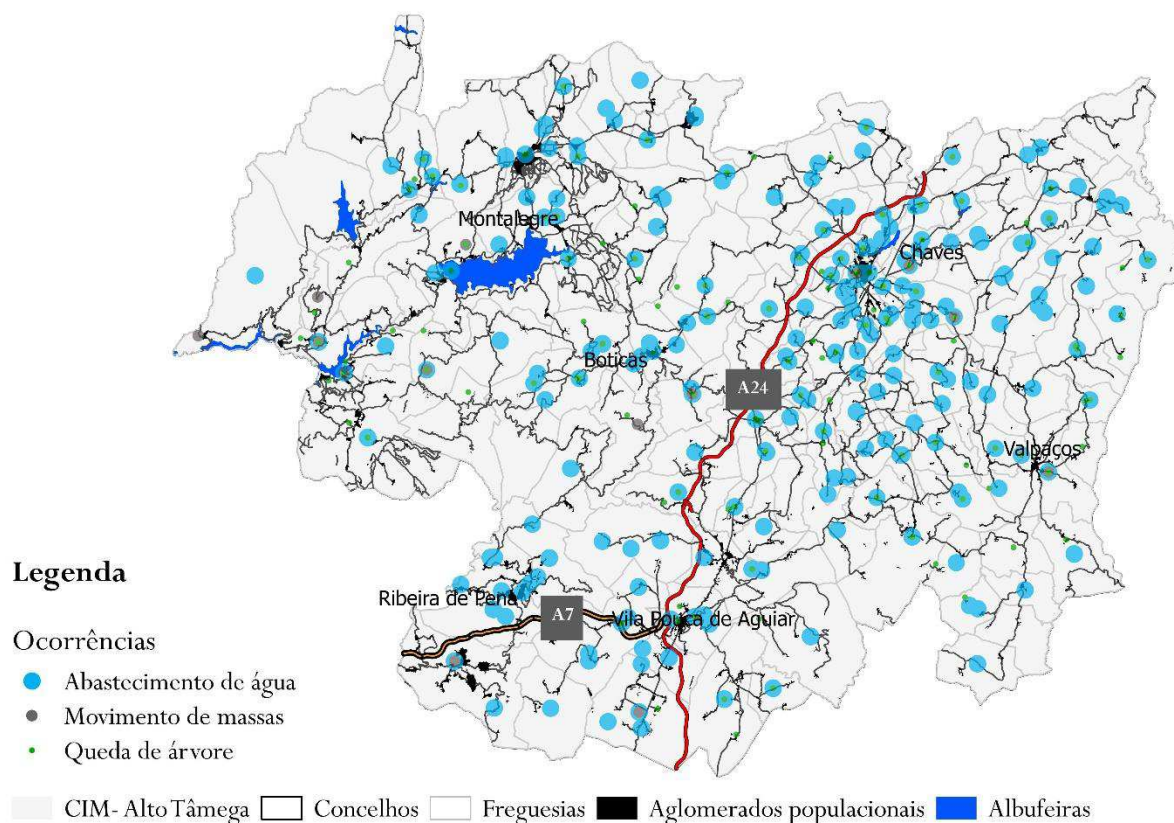 Montalegre
Chaves
Boticas
A24
Valpaços
Ribeira de Pena
A7
Vila Pouca de Aguiar
Legenda
Ocorrências
Abastecimento de água
Movimento de massas
Queda de árvore
CIM- Alto Tâmega Concelhos Freguesias Aglomerados populacionais Albufeiras